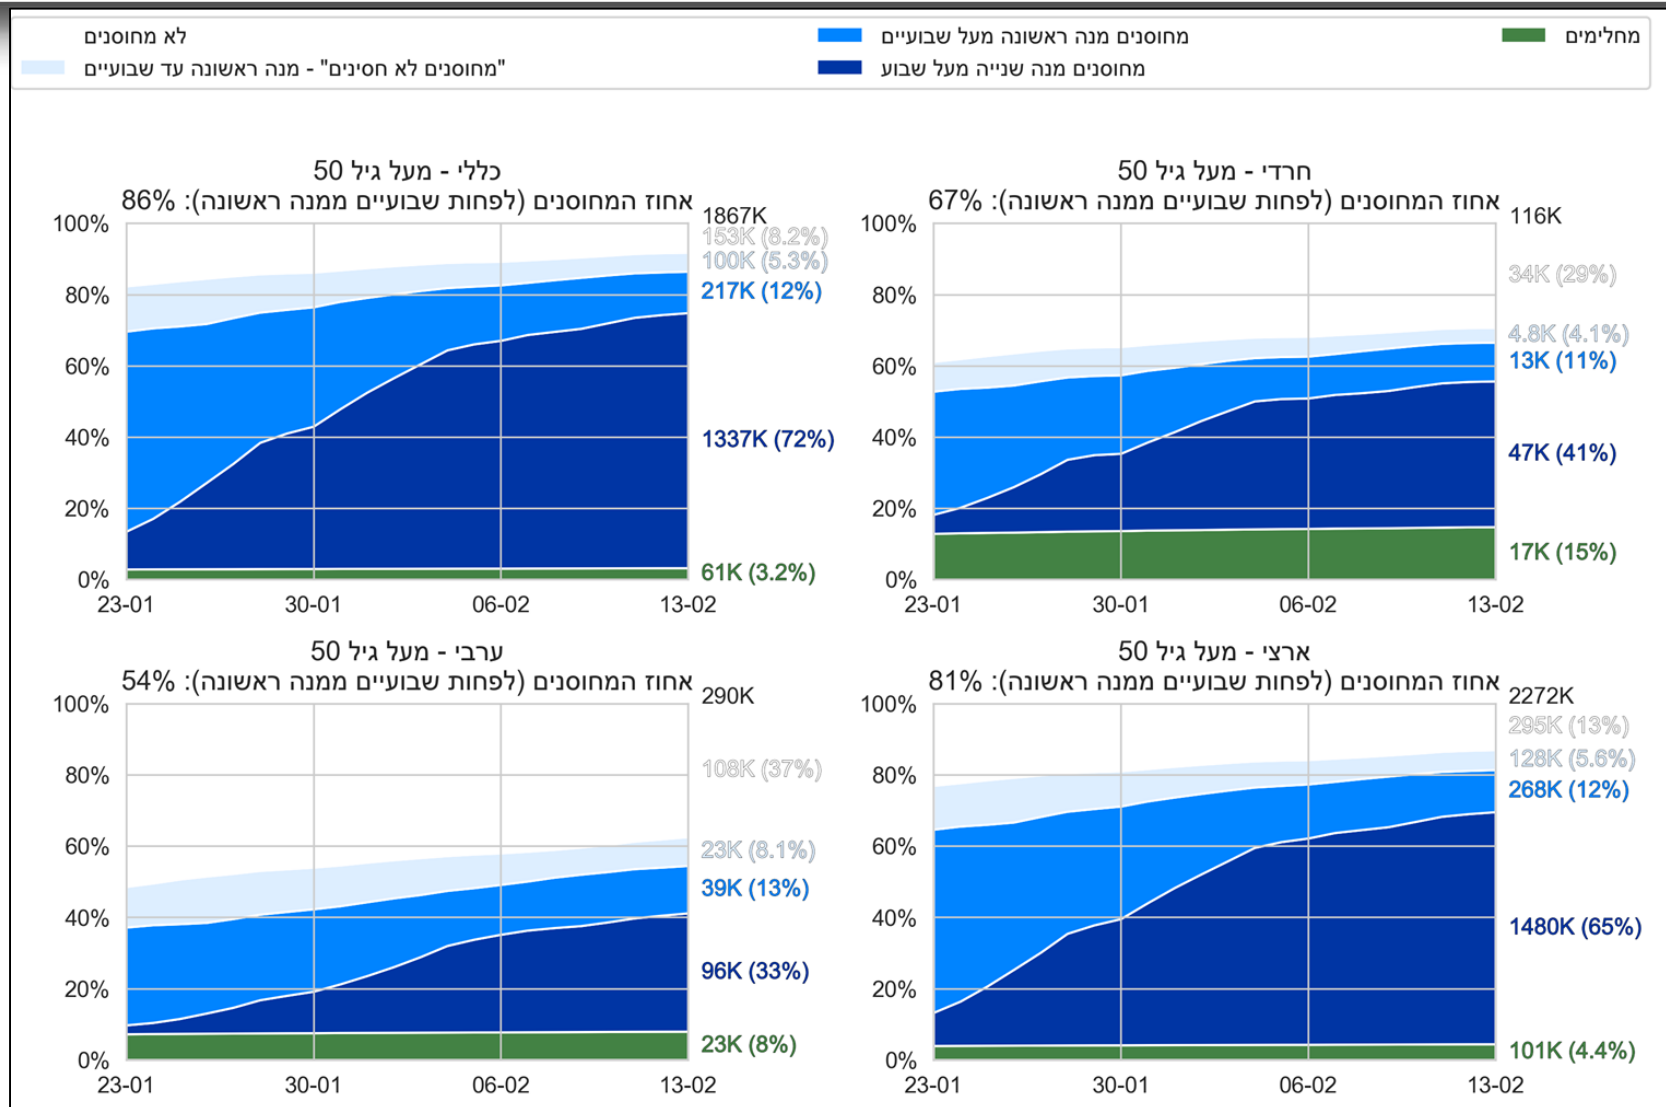 מחלימים
מחוסנים מנה ראשונה מעל שבועיים
מחוסנים מנה שנייה מעל שבוע
לא מחוסנים
"מחוסנים לא חסינים" - מנה ראשונה עד שבועיים
כללי - מעל גיל 50
אחוז המחוסנים (לפחות שבועיים ממנה ראשונה): 86%
100%
80%
60%
40%
20%
0%
23-01
30-01
06-02
13-02
1867K
153K (8.2%)
100K (5.3%)
217K (12%)
1337K (72%)
61K (3.2%)
חרדי - מעל גיל 50
אחוז המחוסנים (לפחות שבועיים ממנה ראשונה): 67%
100%
80%
60%
40%
20%
0%
23-01
30-01
06-02
13-02
116K
34K (29%)
4.8K (4.1%)
13K (11%)
47K (41%)
17K (15%)
ערבי - מעל גיל 50
אחוז המחוסנים (לפחות שבועיים ממנה ראשונה): 54%
100%
80%
60%
40%
20%
0%
23-01
30-01
06-02
13-02
290K
108K (37%)
23K (8.1%)
39K (13%)
96K (33%)
23K (8%)
ארצי - מעל גיל 50
אחוז המחוסנים (לפחות שבועיים ממנה ראשונה): 81%
100%
80%
60%
40%
20%
0%
23-01
30-01
06-02
13-02
2272K
295K (13%)
128K (5.6%)
268K (12%)
1480K (65%)
101K (4.4%)